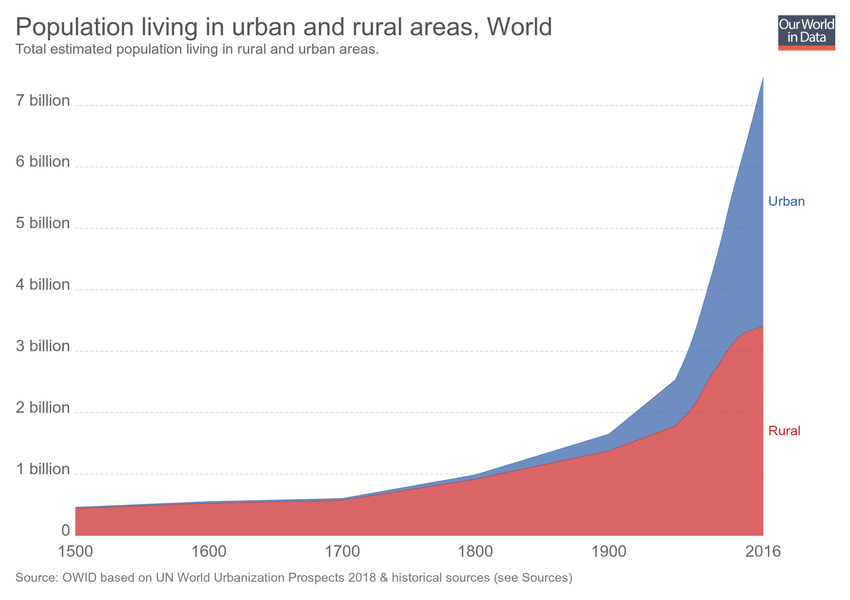 Population living in urban and rural areas, World
Total estimated population living in rural and urban areas.
Our World
in Data
7 billion
6 billion
5 billion
4 billion
3 billion
2 billion
1 billion
0
Urban
Rural
1500
1600
1700
1800
1900
2016
Source: OWID based on UN World Urbanization Prospects 2018 & historical sources (see Sources)